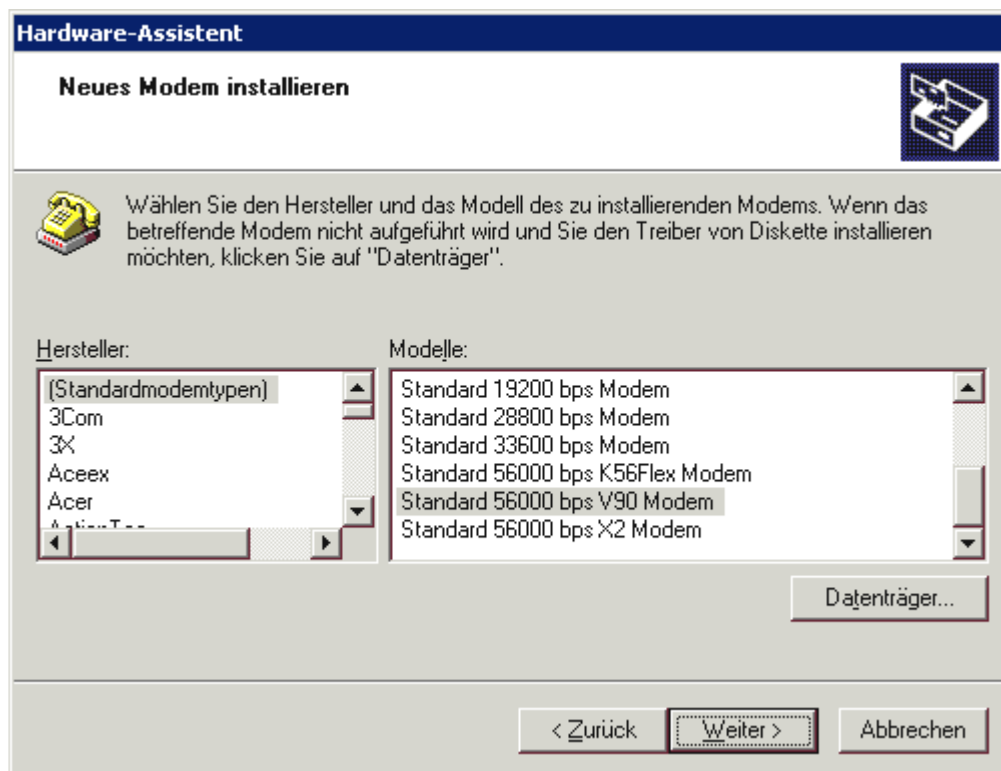 Hardware-Assistent
Neues Modem installieren
Wählen Sie den Hersteller und das Modell des zu installierenden Modems. Wenn das
betreffende Modem nicht aufgeführt wird und Sie den Treiber von Diskette installieren
möchten, klicken Sie auf "Datenträger".
Hersteller:
(Standardmodemtypen)
3Com
3X
Aceex
Acer
Modelle:
Standard 19200 bps Modem
Standard 28800 bps Modem
Standard 33600 bps Modem
Standard 56000 bps K56Flex Modem
Standard 56000 bps V90 Modem
Standard 56000 bps X2 Modem
Datenträger...
< Zurück
Weiter >
Abbrechen